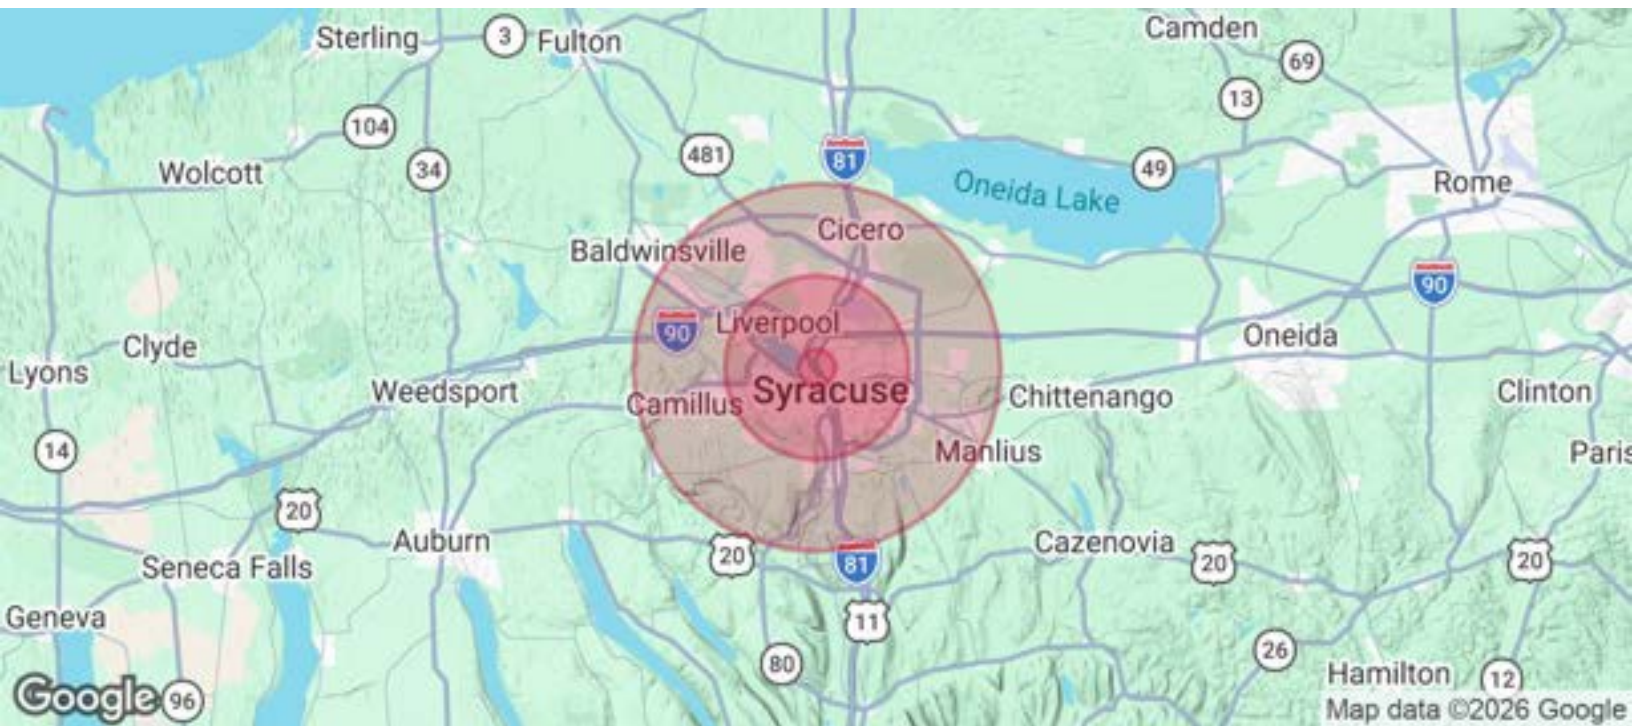 Sterling
3
Fulton
Camden
69
13
104
Wolcott
34
481
81
49
Oneida Lake
Rome
Cicero
Baldwinsville
90
Liverpool
90
Oneida
Clyde
Lyons
Weedsport
Syracuse
Camillus
Chittenango
Clinton
14
Manlius
Paris
20
Auburn
20
81
Cazenovia
20
20
Seneca Falls
Geneva
11
80
26
Hamilton
12
Google
96
Map data ©2026 Google